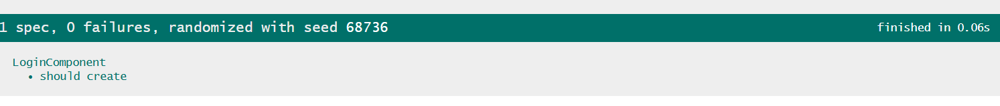 1 spec, 0 failures, randomized with seed 68736
finished in 0.06s
LoginComponent
• should create